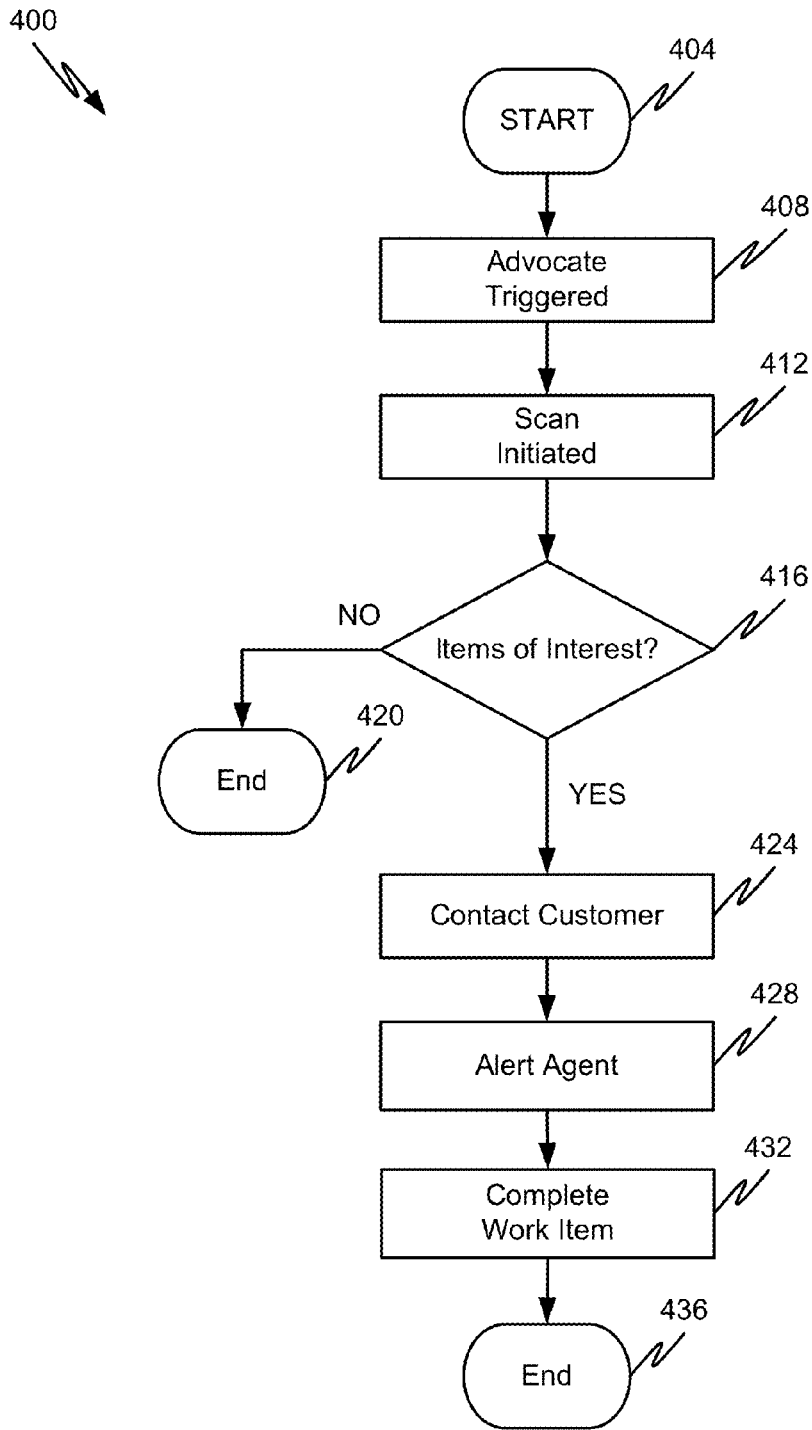 400
404
START
408
Advocate
Triggered
412
Scan
Initiated
416
NO
Items of Interest?
420
End
YES
424
Contact Customer
428
Alert Agent
432
Complete
Work Item
436
End